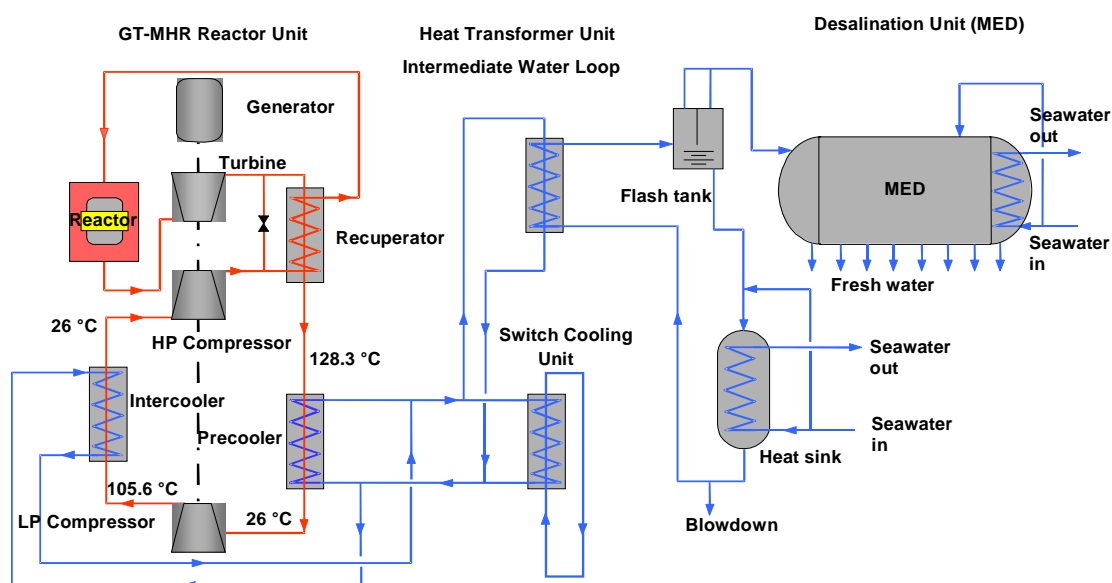 GT-MHR Reactor Unit
Heat Transformer Unit
Intermediate Water Loop
Desalination Unit (MED)
Generator
Turbine
Reactor
Recuperator
Flash tank
MED
Seawater
out
Seawater
in
Fresh water
26 °C
HP Compressor
128.3 °C
Switch Cooling
Unit
Seawater
out
Intercooler
Precooler
Seawater
in
Heat sink
105.6 °C
LP Compressor
26 °C
Blowdown